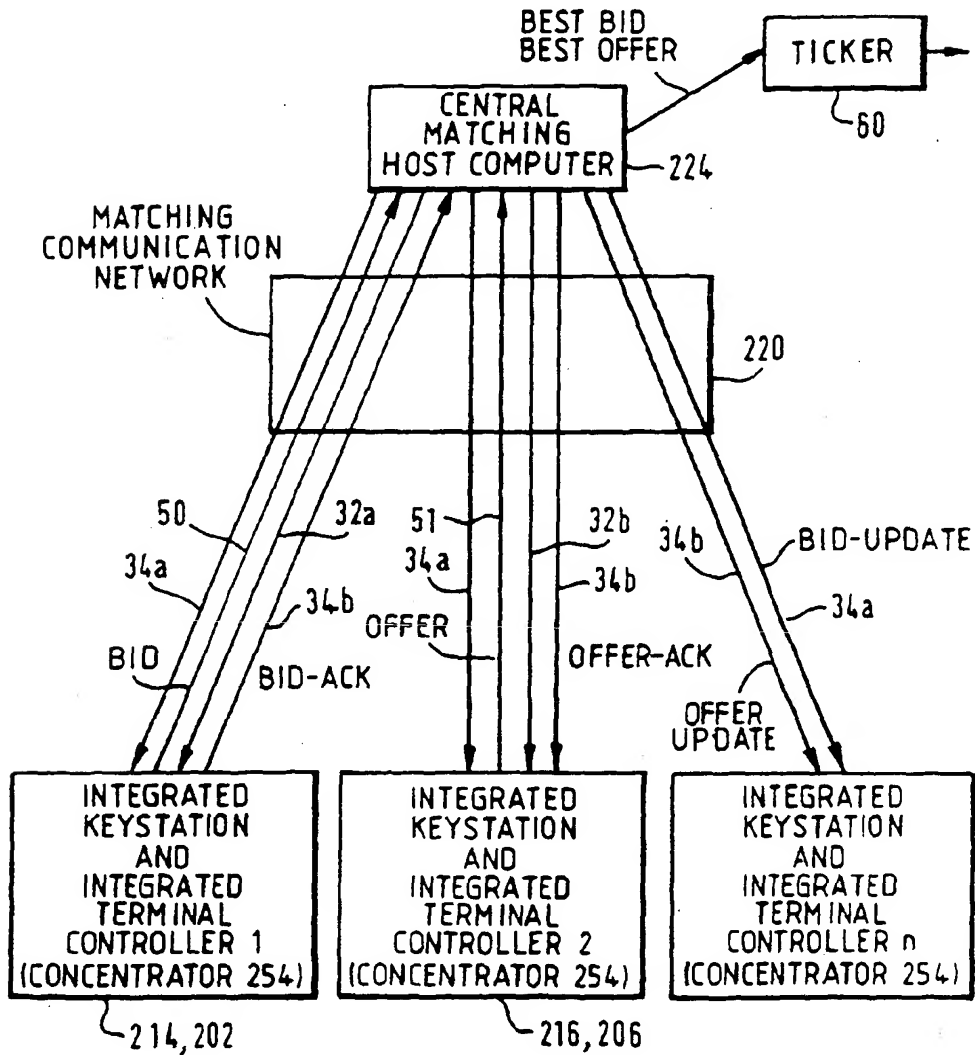 BEST BID
BEST OFFER
TICKER
60
CENTRAL
MATCHING
HOST COMPUTER
224
MATCHING
COMMUNICATION
NETWORK
220
50
32a
34a
34b
BID
BID-ACK
51
34a
32b
34b
OFFER
OFFER-ACK
34b
BID-UPDATE
34a
OFFER
UPDATE
INTEGRATED
KEYSTATION
AND
INTEGRATED
TERMINAL
CONTROLLER 1
(CONCENTRATOR 254)
214,202
INTEGRATED
KEYSTATION
AND
INTEGRATED
TERMINAL
CONTROLLER 2
(CONCENTRATOR 254)
216,206
INTEGRATED
KEYSTATION
AND
INTEGRATED
TERMINAL
CONTROLLER n
(CONCENTRATOR 254)